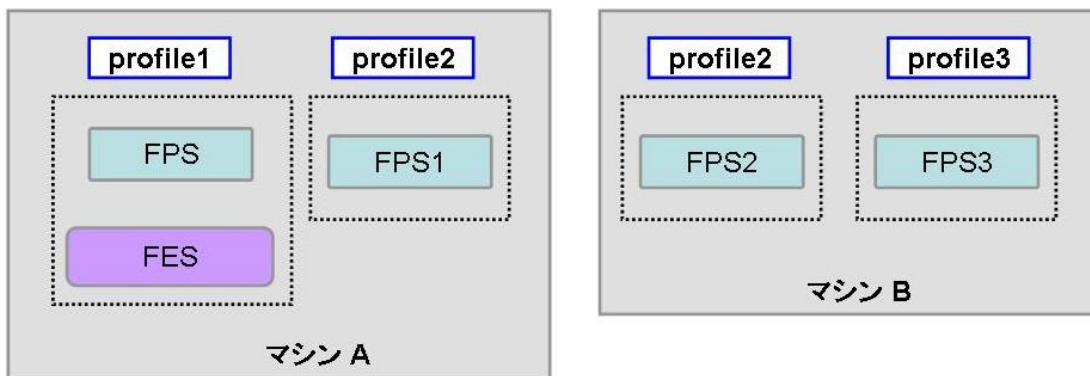 profile1
profile2
FPS
FPS1
FES
マシン A
profile2
profile3
FPS2
FPS3
マシン B